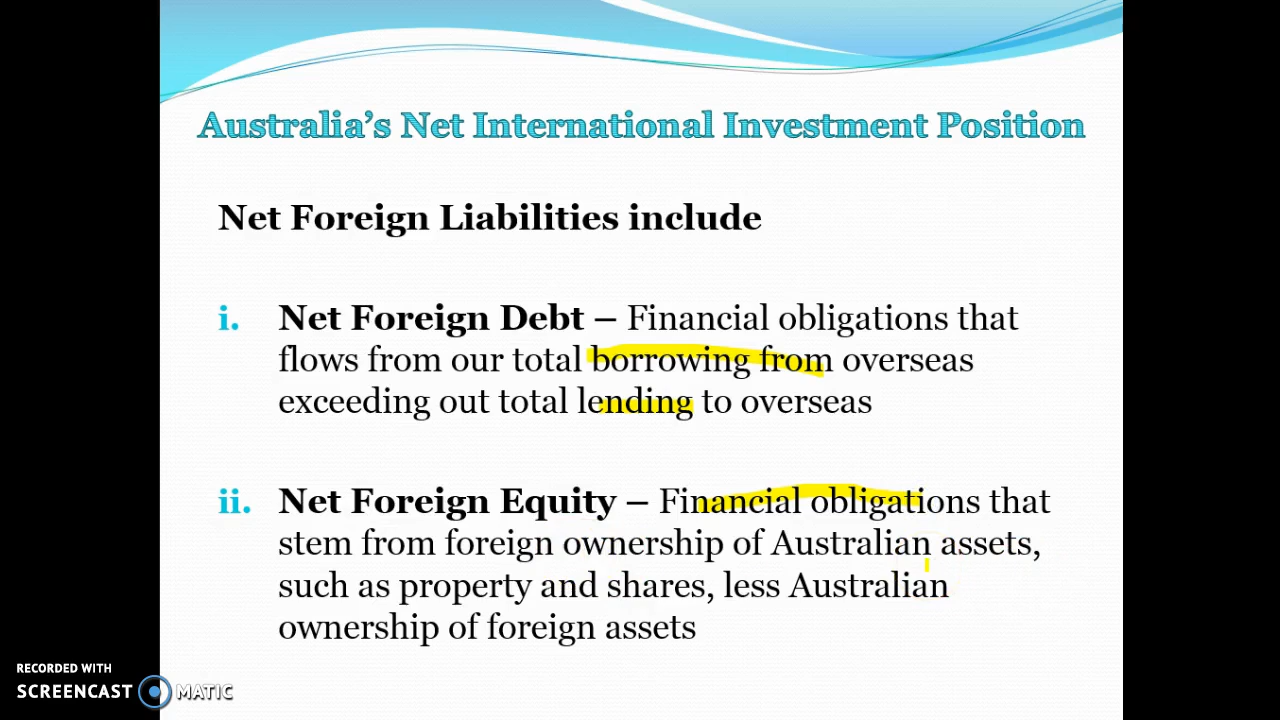 Australia's Net International Investment Position
Net Foreign Liabilities include
i. Net Foreign Debt – Financial obligations that
flows from our total borrowing from overseas
exceeding out total lending to overseas
ii. Net Foreign Equity – Financial obligations that
stem from foreign ownership of Australian assets,
such as property and shares, less Australian
ownership of foreign assets
RECORDED WITH
SCREENCAST MATIC